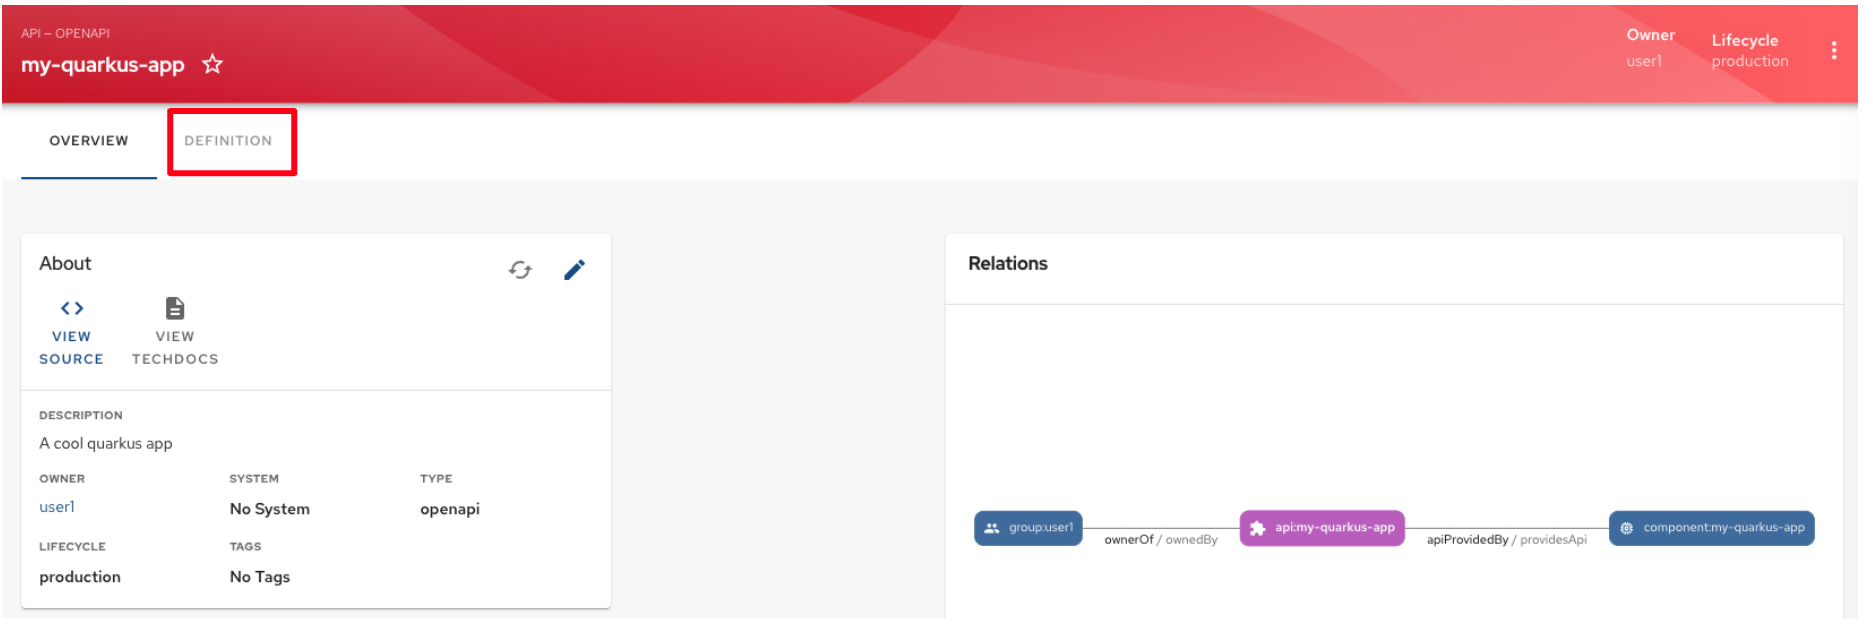 API – OPENAPI
my-quarkus-app
Owner
user1
Lifecycle
production
OVERVIEW
DEFINITION
About
VIEW
SOURCE
VIEW
TECHDOCS
DESCRIPTION
A cool quarkus app
OWNER
user1
SYSTEM
No System
TYPE
openapi
LIFECYCLE
production
TAGS
No Tags
Relations
group:user1
ownerOf / ownedBy
api:my-quarkus-app
apiProvidedBy / providesApi
component:my-quarkus-app